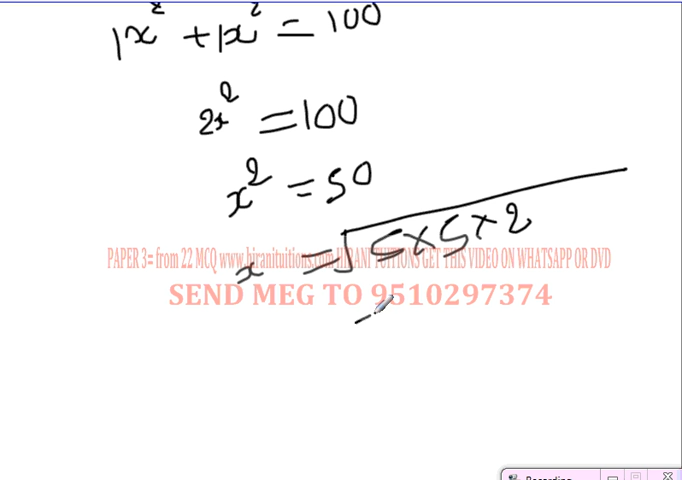 1x² + 1x² = 100
2x² = 100
x² = 50
x = √5×5×2
PAPER 3= from 22 MCQ www.hiranituitions.com HIRANI TUITIONS GET THIS VIDEO ON WHATSAPP OR DVD
SEND MEG TO 9510297374
Recording